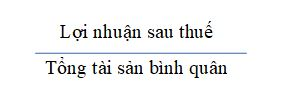 Lợi nhuận sau thuế
Tổng tài sản bình quân